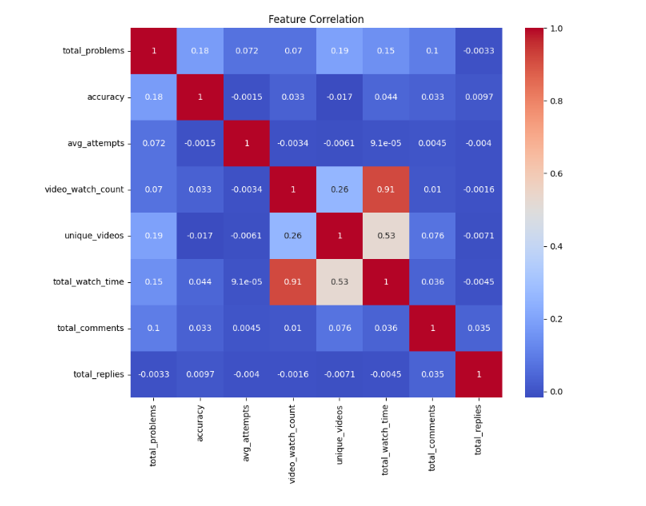 Feature Correlation
total_problems 1 0.18 0.072 0.07 0.19 0.15 0.1 -0.0033
accuracy 0.18 1 -0.0015 0.033 -0.017 0.044 0.033 0.0097
avg_attempts 0.072 -0.0015 1 -0.0034 -0.0061 9.1e-05 0.0045 -0.004
video_watch_count 0.07 0.033 -0.0034 1 0.26 0.91 0.01 -0.0016
unique_videos 0.19 -0.017 -0.0061 0.26 1 0.53 0.076 -0.0071
total_watch_time 0.15 0.044 9.1e-05 0.91 0.53 1 0.036 -0.0045
total_comments 0.1 0.033 0.0045 0.01 0.076 0.036 1 0.035
total_replies -0.0033 0.0097 -0.004 -0.0016 -0.0071 -0.0045 0.035 1
total_problems
accuracy
avg_attempts
video_watch_count
unique_videos
total_watch_time
total_comments
total_replies
1.0
0.8
0.6
0.4
0.2
0.0